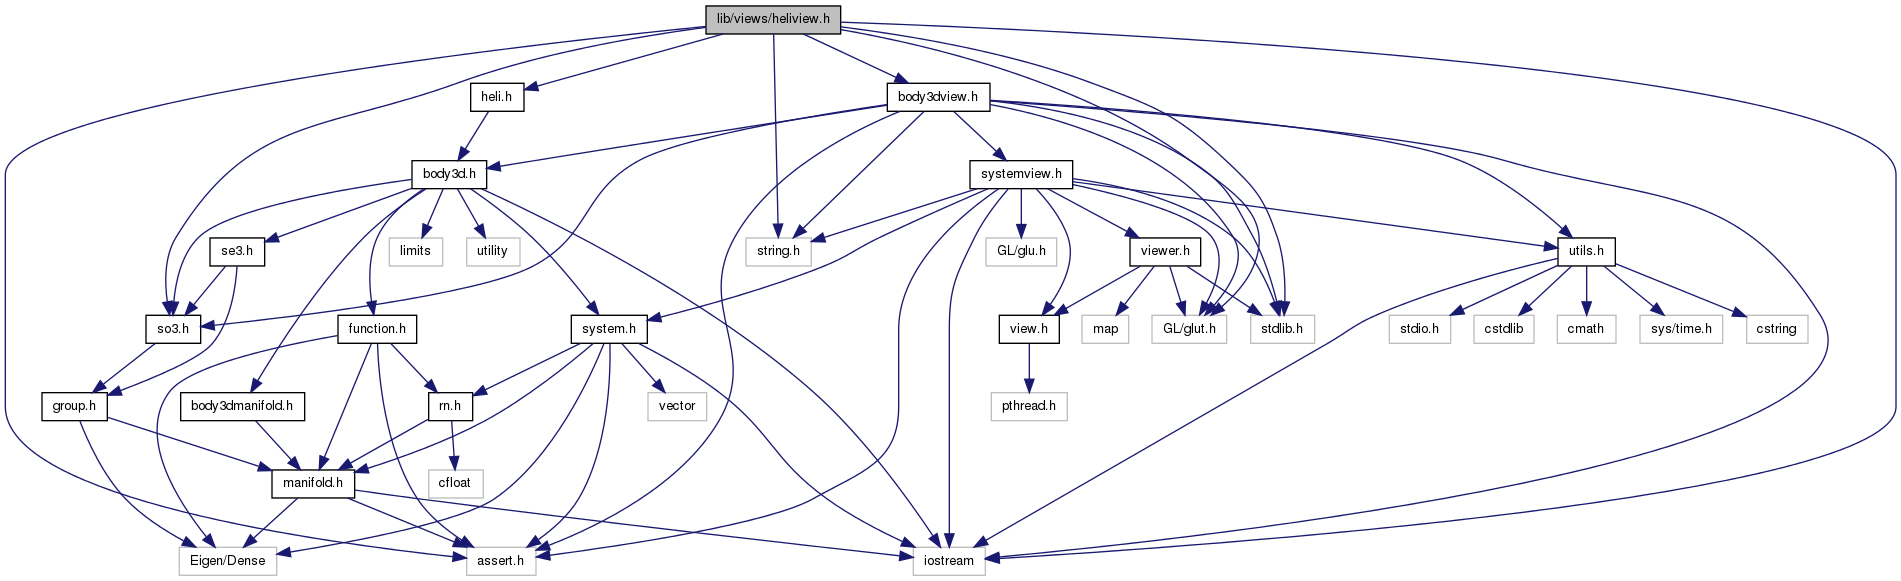 lib/views/heliview.h
heli.h
body3dview.h
body3d.h
systemview.h
se3.h
limits
utility
string.h
GL/glu.h
viewer.h
utils.h
so3.h
function.h
system.h
view.h
map
GL/glut.h
stdlib.h
stdio.h
cstdlib
cmath
sys/time.h
cstring
group.h
body3dmanifold.h
rn.h
vector
pthread.h
manifold.h
cfloat
Eigen/Dense
assert.h
iostream